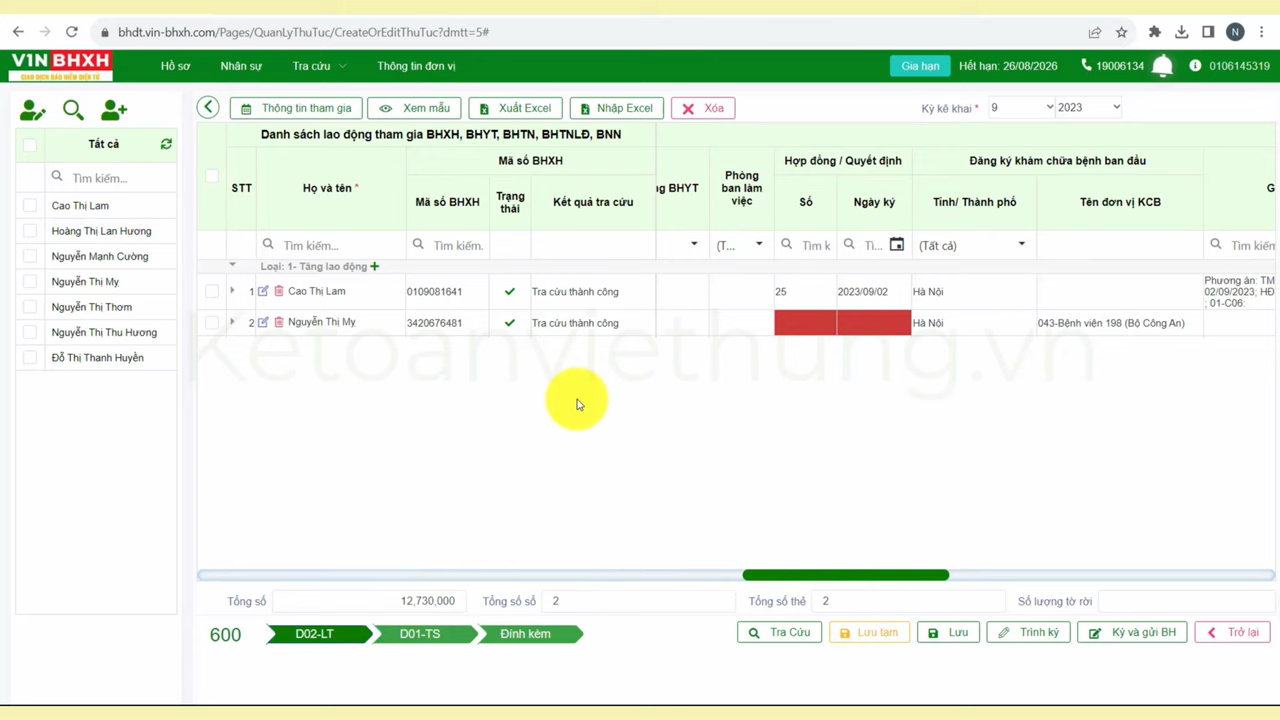 bhdt.vin-bhxh.com/Pages/QuanLyThuTuc/CreateOrEditThuTuc?dmtt=5#
N
V1N BHXH
GIAO DỊCH BẢO HIỂM ĐIỆN TỬ
Hồ sơ Nhân sự Tra cứu Thông tin đơn vị Gia hạn Hết hạn: 26/08/2026 19006134 0106145319
Thông tin tham gia Xem mẫu Xuất Excel Nhập Excel Xóa Kỳ kê khai * 9 2023
Tất cả
Tìm kiếm...
Cao Thị Lam
Hoàng Thị Lan Hương
Nguyễn Mạnh Cường
Nguyễn Thị My
Nguyễn Thị Thơm
Nguyễn Thị Thu Hương
Đỗ Thị Thanh Huyền
Danh sách lao động tham gia BHXH, BHYT, BHTN, BHTNLĐ, BNN
Mã số BHXH Hợp đồng / Quyết định Đăng ký khám chữa bệnh ban đầu
STT Họ và tên * Mã số BHXH Trạng thái Kết quả tra cứu g BHYT Phòng ban làm việc Số Ngày ký Tỉnh/ Thành phố Tên đơn vị KCB G
Tìm kiếm... Tìm kiếm. (T... Tìm k Tì... (Tất cả) Tìm kiếm
Loại: 1- Tăng lao động
1 Cao Thị Lam 0109081641 Tra cứu thành công 25 2023/09/02 Hà Nội Phương án: TM
02/09/2023; HĐ
; 01-C06:
2 Nguyễn Thị My 3420676481 Tra cứu thành công Hà Nội 043-Bệnh viện 198 (Bộ Công An)
Ketoanviethung.vn
Tổng số 12,730,000 Tổng số sổ 2 Tổng số thẻ 2 Số lượng tờ rời
600 D02-LT D01-TS Đính kèm Tra Cứu Lưu tạm Lưu Trình ký Ký và gửi BH Trở lại